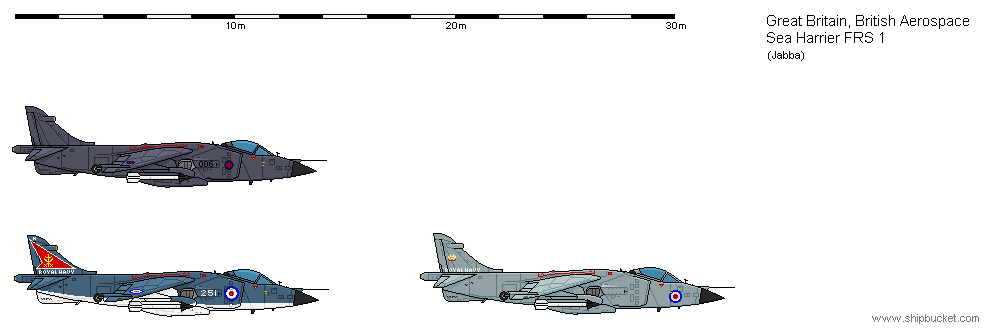 10m
20m
30m
Great Britain, British Aerospace
Sea Harrier FRS 1
(Jabba)
006
ROYAL NAVY
251
ROYAL NAVY
www.shipbucket.com